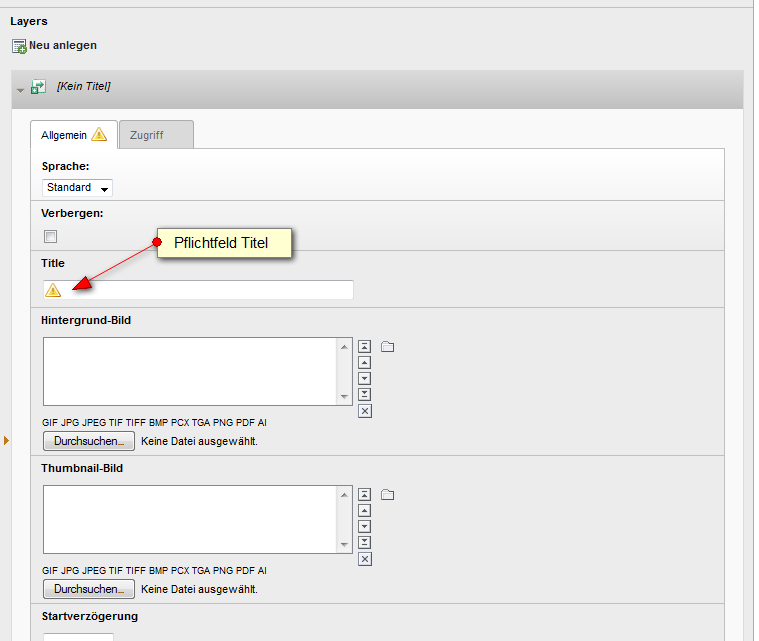 Layers
Neu anlegen
[Kein Titel]
Allgemein Zugriff
Sprache:
Standard
Verbergen:
Pflichtfeld Titel
Title
Hintergrund-Bild
GIF JPG JPEG TIF TIFF BMP PCX TGA PNG PDF AI
Durchsuchen... Keine Datei ausgewählt.
Thumbnail-Bild
GIF JPG JPEG TIF TIFF BMP PCX TGA PNG PDF AI
Durchsuchen... Keine Datei ausgewählt.
Startverzögerung